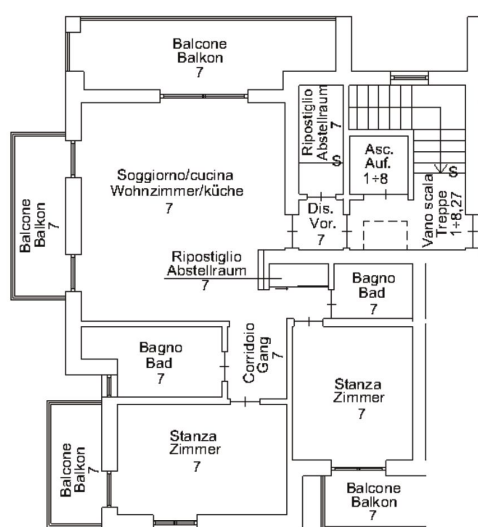 Balcone
Balkon
7
Ripostiglio
Abstellraum
7
S
Asc.
Auf.
1÷8
Vano scala
Treppe
1÷8,27
S
Soggiorno/cucina
Wohnzimmer/küche
7
Balcone
Balkon
7
Dis.
Vor.
7
Ripostiglio
Abstellraum
7
Bagno
Bad
7
Bagno
Bad
7
Corridoio
Gang
7
Stanza
Zimmer
7
Stanza
Zimmer
7
Balcone
Balkon
7
Balcone
Balkon
7